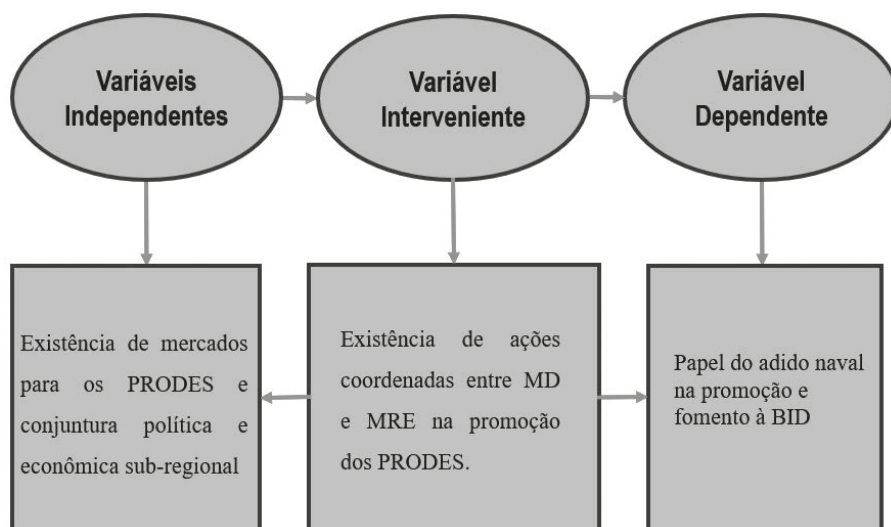 Variáveis
Independentes
Variável
Interveniente
Variável
Dependente
Existência de mercados
para os PRODES e
conjuntura política e
econômica sub-regional
Existência de ações
coordenadas entre MD
e MRE na promoção
dos PRODES.
Papel do adido naval
na promoção e
fomento à BID